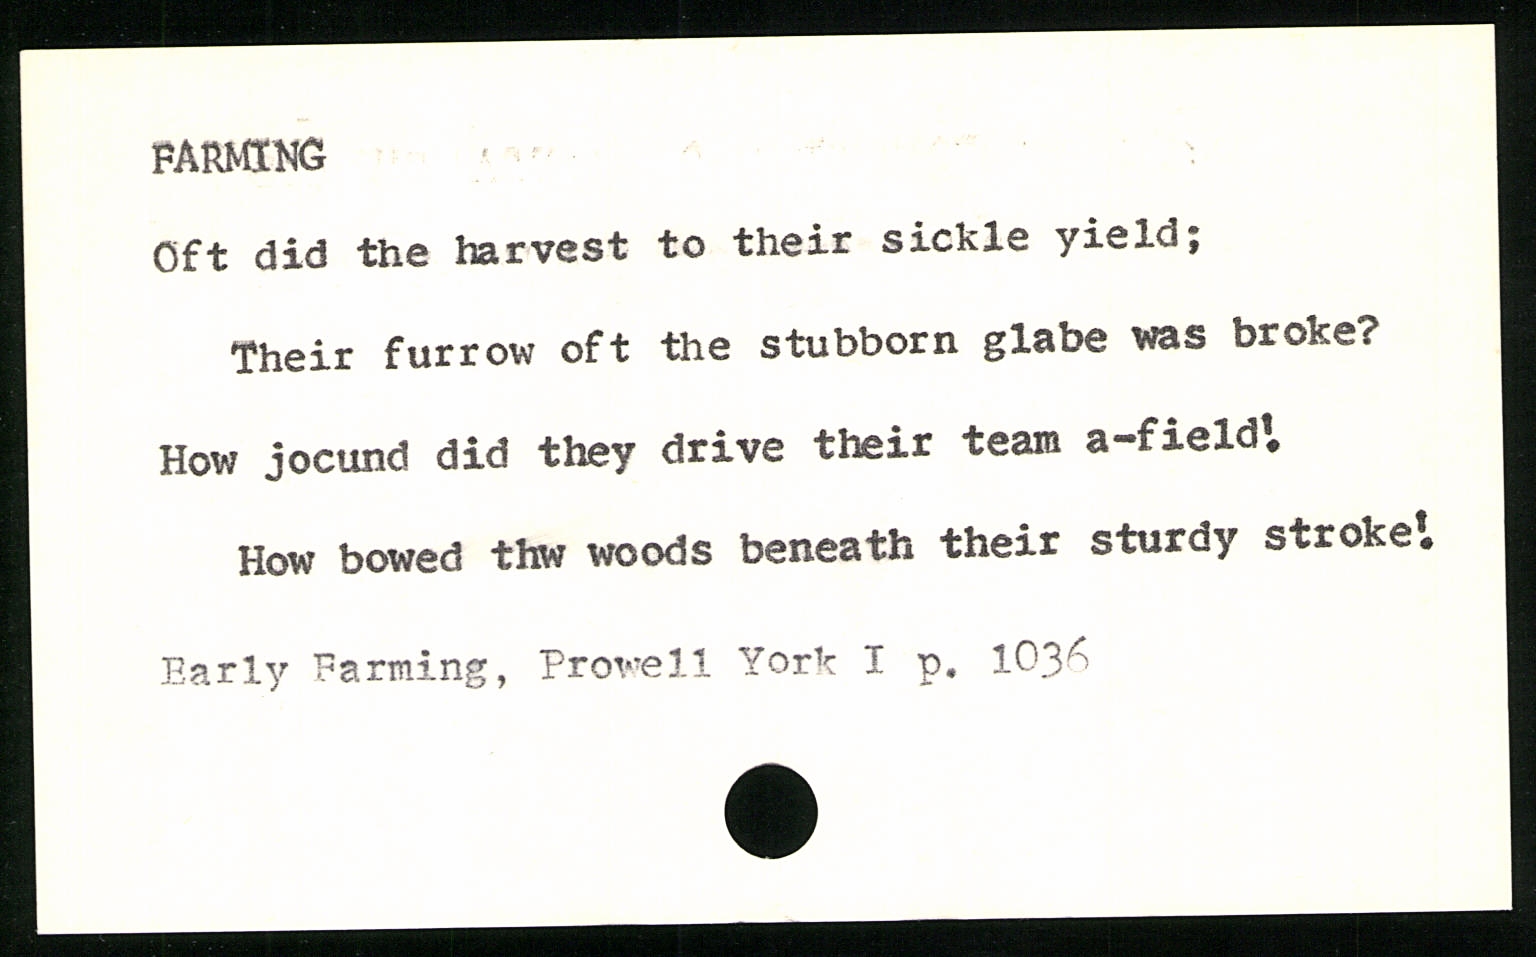 FARMING
Oft did the harvest to their sickle yield;
Their furrow oft the stubborn glabe was broke?
How jocund did they drive their team a-field!
How bowed thw woods beneath their sturdy stroke!
Early Farming, Prowell York I p. 1036